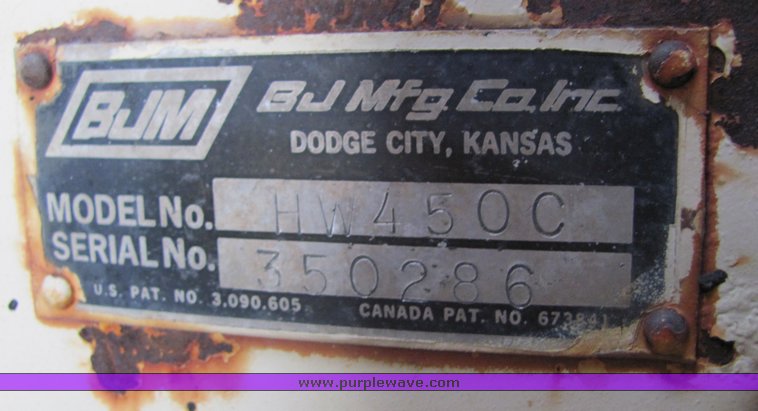 BJM
BJ Mfg Co., Inc.
DODGE CITY, KANSAS
MODEL No. HW450C
SERIAL No. 350286
U.S. PAT. NO. 3,090,605
CANADA PAT. NO. 673841
www.purplewave.com